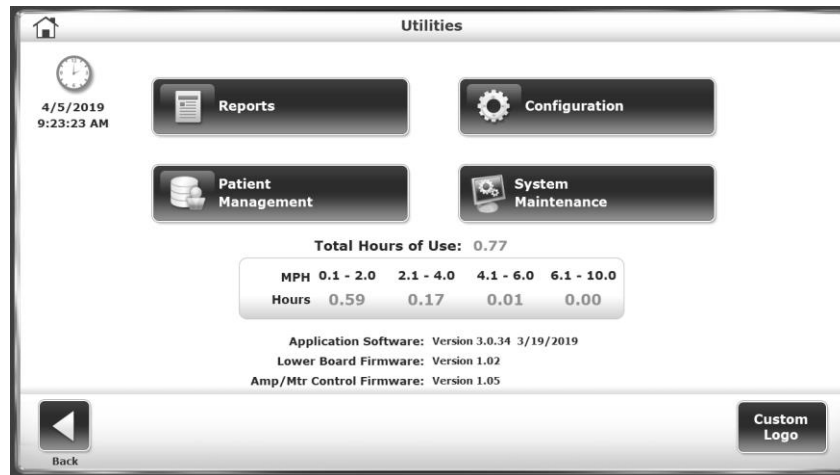 Utilities
4/5/2019
9:23:23 AM
Reports
Configuration
Patient
Management
System
Maintenance
Total Hours of Use: 0.77
MPH 0.1 - 2.0 2.1 - 4.0 4.1 - 6.0 6.1 - 10.0
Hours 0.59 0.17 0.01 0.00
Application Software: Version 3.0.34 3/19/2019
Lower Board Firmware: Version 1.02
Amp/Mtr Control Firmware: Version 1.05
Back
Custom
Logo